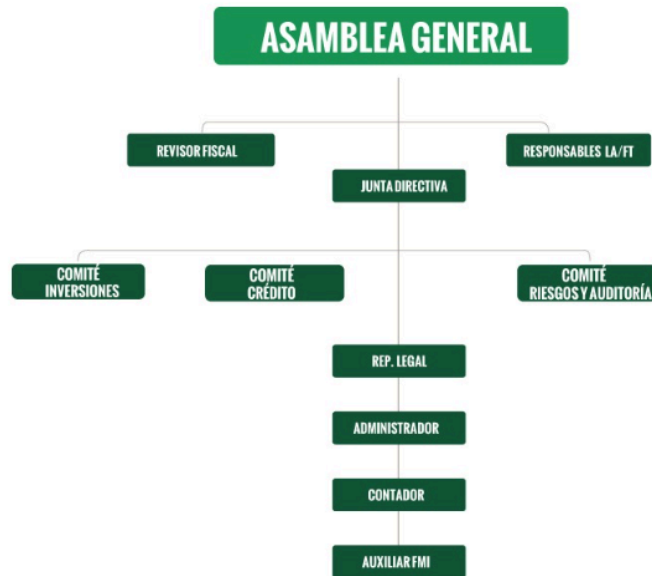 ASAMBLEA GENERAL
REVISOR FISCAL
RESPONSABLES LA/FT
JUNTA DIRECTIVA
COMITÉ
INVERSIONES
COMITÉ
CRÉDITO
COMITÉ
RIESGOS Y AUDITORÍA
REP. LEGAL
ADMINISTRADOR
CONTADOR
AUXILIAR FMI